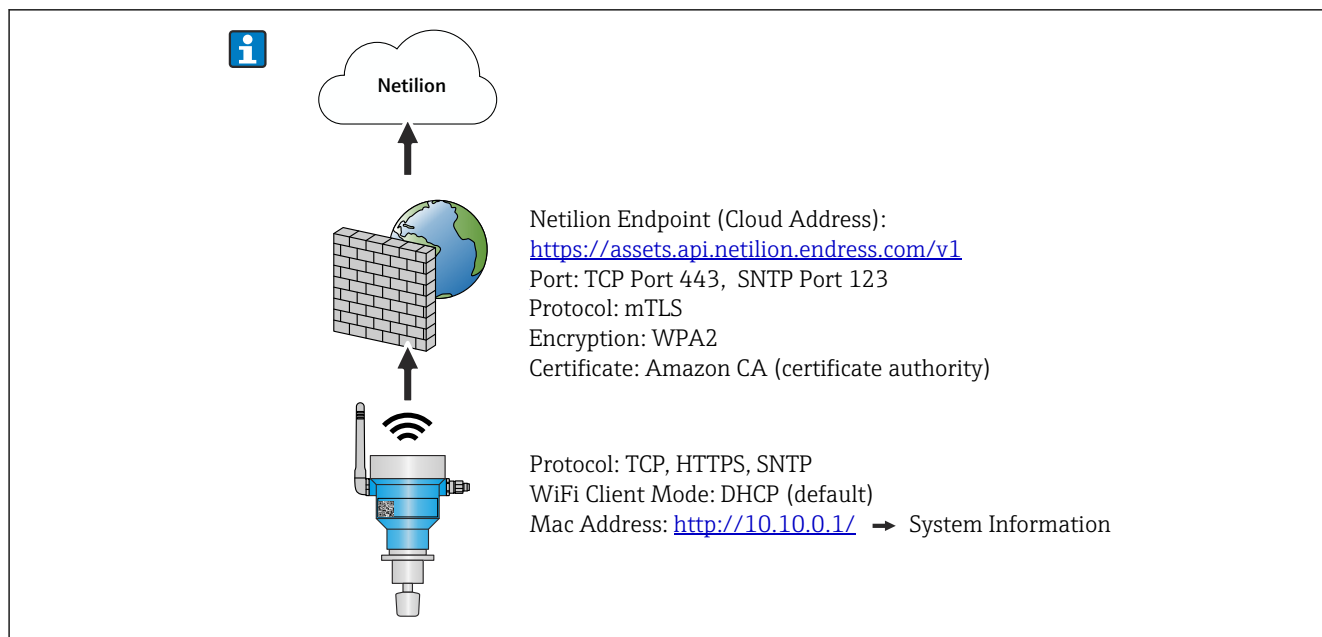 Netilion
Netilion Endpoint (Cloud Address):
https://assets.api.netilion.endress.com/v1
Port: TCP Port 443, SNTP Port 123
Protocol: mTLS
Encryption: WPA2
Certificate: Amazon CA (certificate authority)
Protocol: TCP, HTTPS, SNTP
WiFi Client Mode: DHCP (default)
Mac Address: http://10.10.0.1/ → System Information